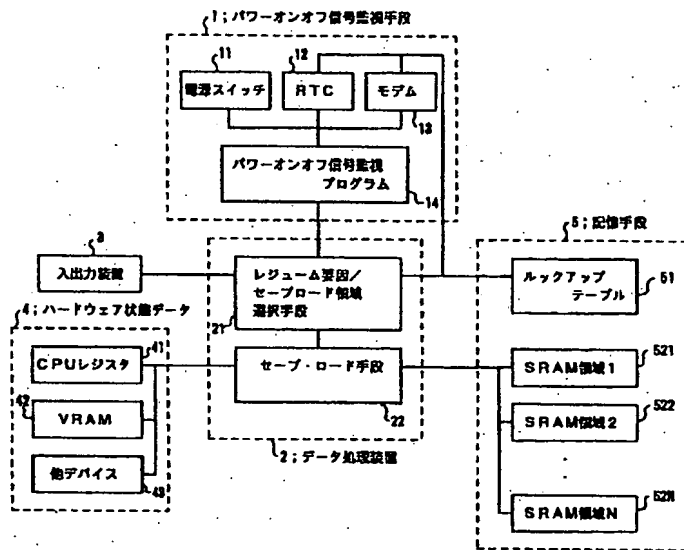 1;パワーオンオフ信号監視手段
11
電源スイッチ
12
RTC
モデム
13
パワーオンオフ信号監視
プログラム
14
3
入出力装置
レジューム要因/
セーブロード領域
選択手段
21
セーブ・ロード手段
22
2;データ処理装置
4;ハードウェア状態データ
41
CPUレジスタ
42
VRAM
他デバイス
43
5;記憶手段
ルックアップ
テーブル
51
SRAM領域1
521
SRAM領域2
522
SRAM領域N
52N